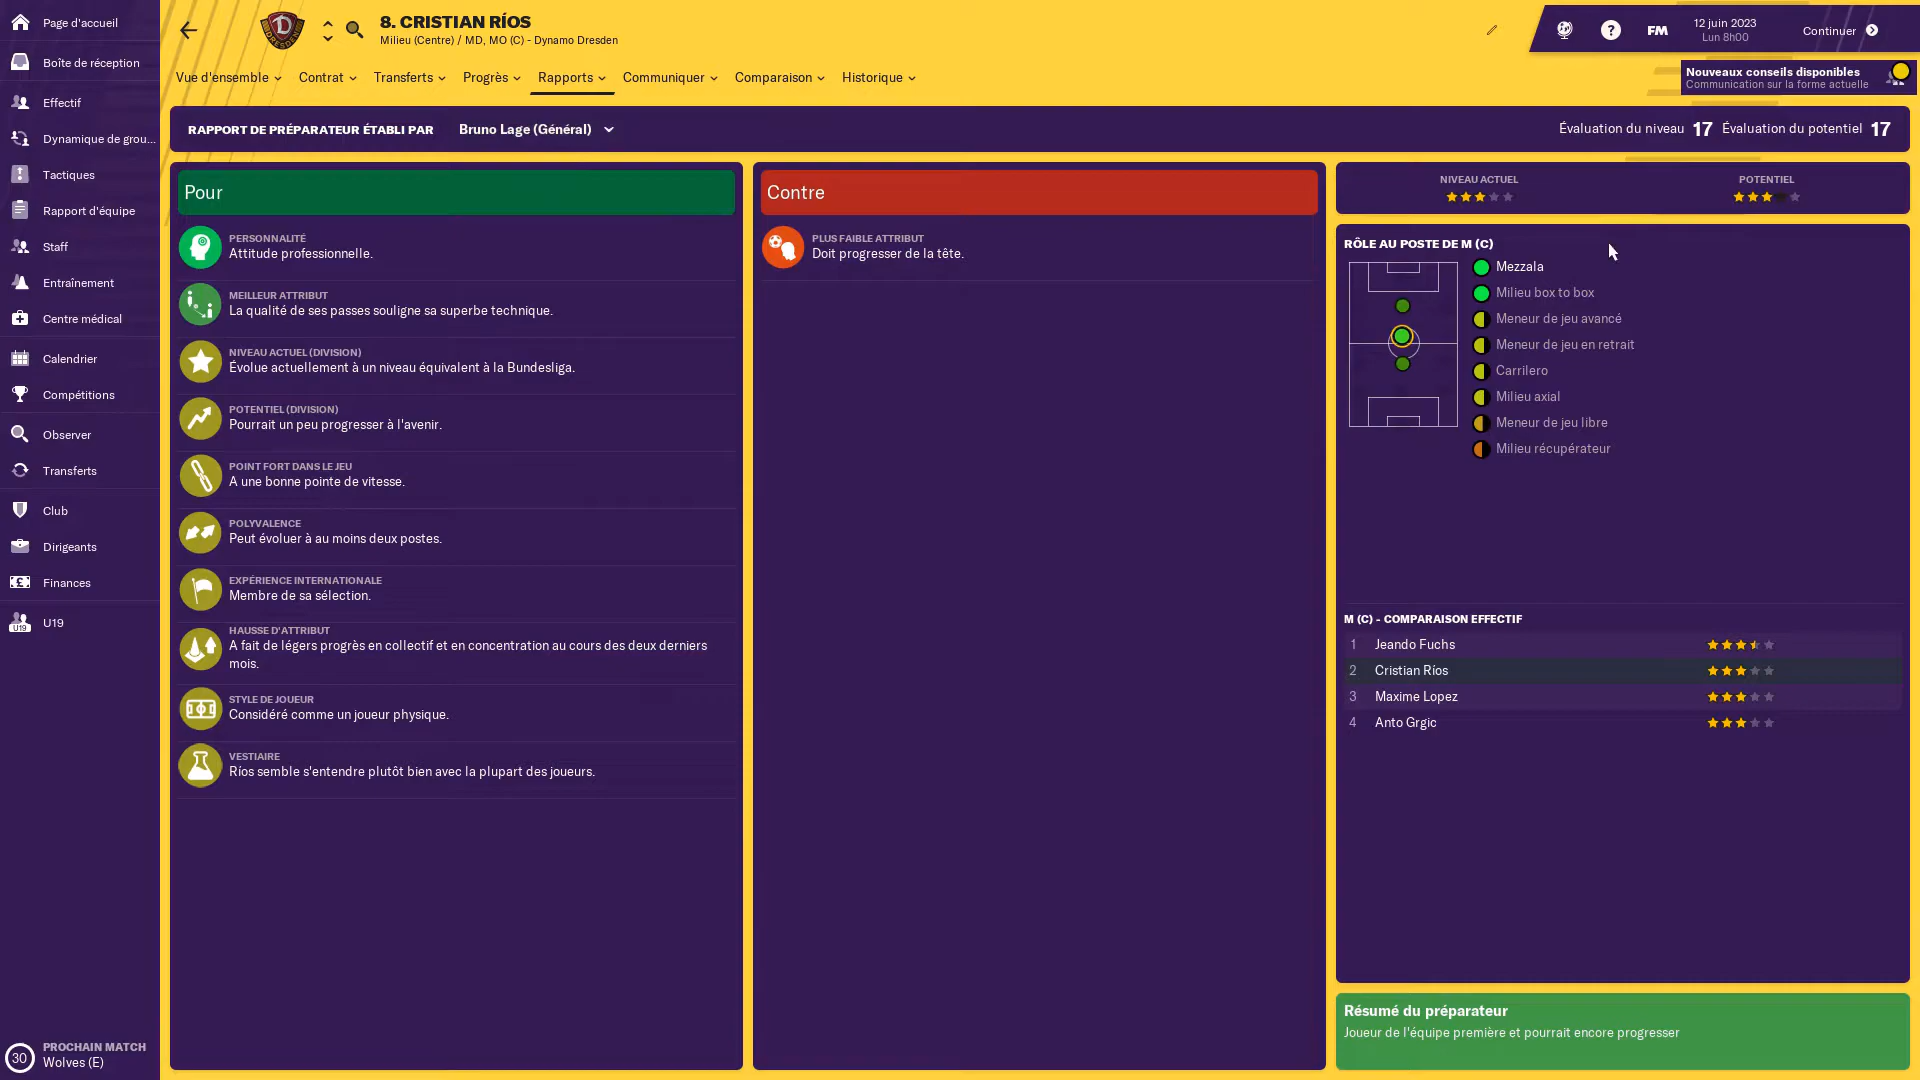 Page d'accueil
Boîte de réception
Effectif
Dynamique de grou...
Tactiques
Rapport d'équipe
Staff
Entraînement
Centre médical
Calendrier
Compétitions
Observer
Transferts
Club
Dirigeants
Finances
U19
U19
30
PROCHAIN MATCH
Wolves (E)
8. CRISTIAN RÍOS
Milieu (Centre) / MD, MO (C) - Dynamo Dresden
FM
12 juin 2023
Lun 8h00
Continuer
Vue d'ensemble
Contrat
Transferts
Progrès
Rapports
Communiquer
Comparaison
Historique
Nouveaux conseils disponibles
Communication sur la forme actuelle
RAPPORT DE PRÉPARATEUR ÉTABLI PAR
Bruno Lage (Général)
Évaluation du niveau 17
Évaluation du potentiel 17
Pour
PERSONNALITÉ
Attitude professionnelle.
MEILLEUR ATTRIBUT
La qualité de ses passes souligne sa superbe technique.
NIVEAU ACTUEL (DIVISION)
Évolue actuellement à un niveau équivalent à la Bundesliga.
POTENTIEL (DIVISION)
Pourrait un peu progresser à l'avenir.
POINT FORT DANS LE JEU
A une bonne pointe de vitesse.
POLYVALENCE
Peut évoluer à au moins deux postes.
EXPÉRIENCE INTERNATIONALE
Membre de sa sélection.
HAUSSE D'ATTRIBUT
A fait de légers progrès en collectif et en concentration au cours des deux derniers
mois.
STYLE DE JOUEUR
Considéré comme un joueur physique.
VESTIAIRE
Ríos semble s'entendre plutôt bien avec la plupart des joueurs.
Contre
PLUS FAIBLE ATTRIBUT
Doit progresser de la tête.
NIVEAU ACTUEL
POTENTIEL
RÔLE AU POSTE DE M (C)
Mezzala
Milieu box to box
Meneur de jeu avancé
Meneur de jeu en retrait
Carrilero
Milieu axial
Meneur de jeu libre
Milieu récupérateur
M (C) - COMPARAISON EFFECTIF
1 Jeando Fuchs
2 Cristian Ríos
3 Maxime Lopez
4 Anto Grgic
Résumé du préparateur
Joueur de l'équipe première et pourrait encore progresser